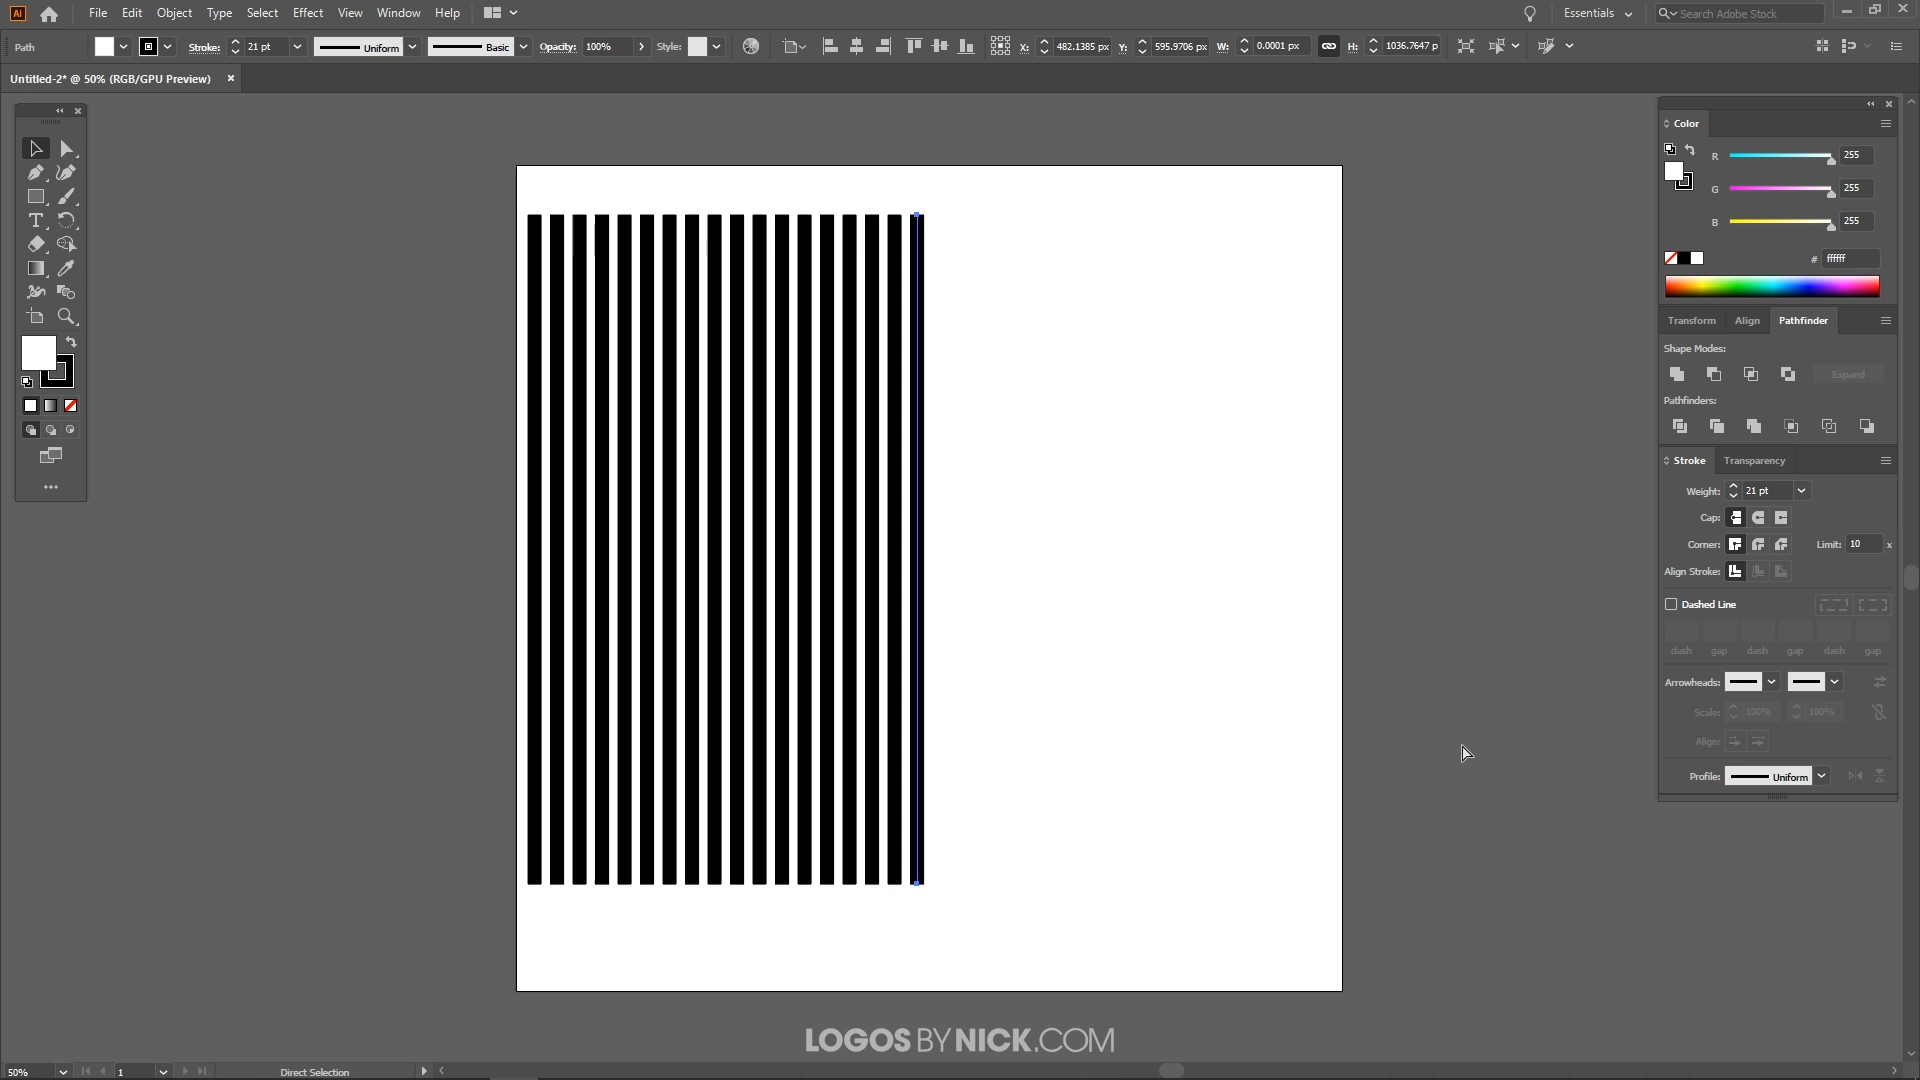 Ai File Edit Object Type Select Effect View Window Help Essentials Search Adobe Stock
Path Stroke: 21 pt Uniform Basic Opacity: 100% Style: X: 482.1385 px Y: 595.9706 px W: 0.0001 px H: 1036.7647 p
Untitled-2* @ 50% (RGB/GPU Preview)
Color
R 255
G 255
B 255
# ffffff
Transform Align Pathfinder
Shape Modes:
Expand
Pathfinders:
Stroke Transparency
Weight: 21 pt
Cap:
Corner: Limit: 10 x
Align Stroke:
Dashed Line
dash gap dash gap dash gap
Arrowheads:
Scale: 100% 100%
Align:
Profile: Uniform
LOGOS BY NICK.COM
50% 1 Direct Selection